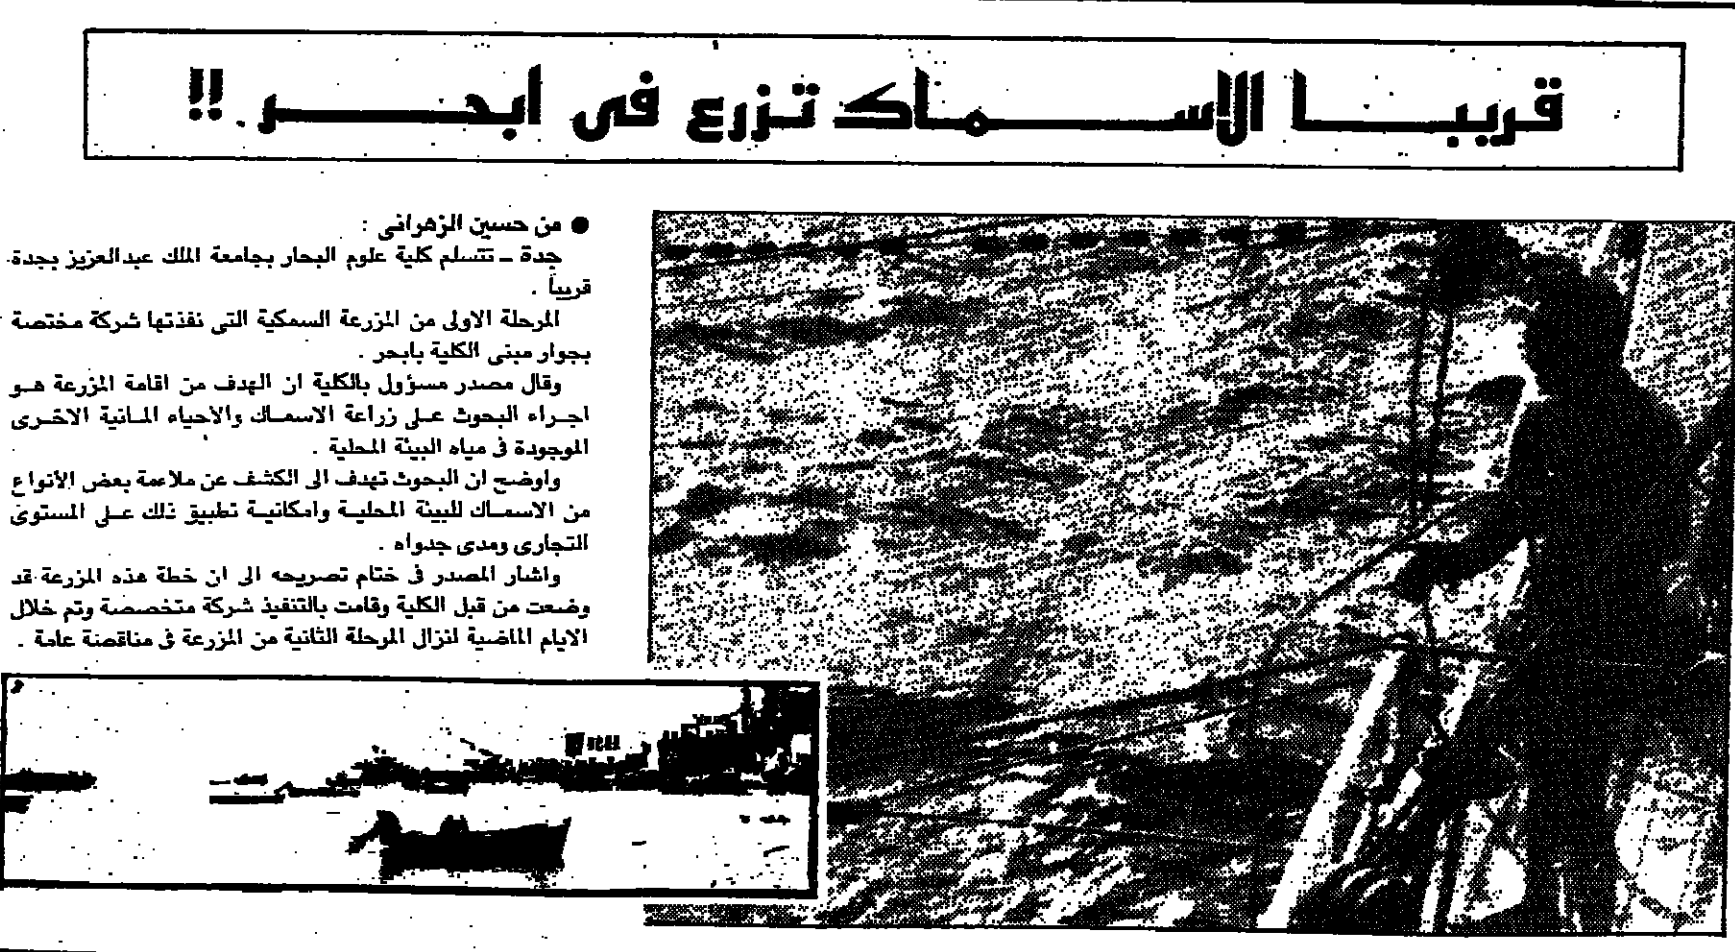 قريبا الاسماك تزرع فى ابحر !!
● من حسين الزهرانى :
جدة ــ تتسلم كلية علوم البحار بجامعة الملك عبدالعزيز بجدة
قريباً .
المرحلة الاولى من المزرعة السمكية التى نفذتها شركة مختصة
بجوار مبنى الكلية بابحر .
وقال مصدر مسؤول بالكلية ان الهدف من اقامة المزرعة هو
اجراء البحوث على زراعة الاسماك والاحياء المائية الاخرى
الموجودة فى مياه البيئة المحلية .
واوضح ان البحوث تهدف الى الكشف عن ملاءمة بعض الأنواع
من الاسماك للبيئة المحلية وامكانية تطبيق ذلك على المستوى
التجارى ومدى جدواه .
واشار المصدر فى ختام تصريحه الى ان خطة هذه المزرعة قد
وضعت من قبل الكلية وقامت بالتنفيذ شركة متخصصة وتم خلال
الايام الماضية انزال المرحلة الثانية من المزرعة فى مناقصة عامة .